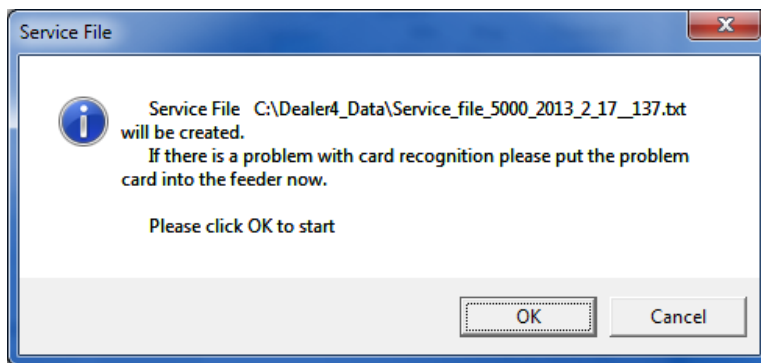 Service File
Service File   C:\Dealer4_Data\Service_file_5000_2013_2_17__137.txt
will be created.
If there is a problem with card recognition please put the problem
card into the feeder now.
Please click OK to start
OK
Cancel